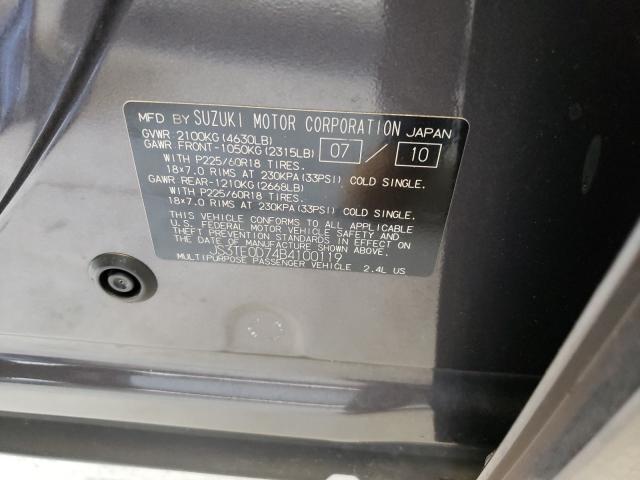 MFD BY SUZUKI MOTOR CORPORATION JAPAN
GVWR 2100KG(4630LB)
GAWR FRONT-1050KG(2315LB) 07 / 10
WITH P225/60R18 TIRES.
18×7.0 RIMS AT 230KPA(33PSI) COLD SINGLE.
GAWR REAR-1210KG(2668LB)
WITH P225/60R18 TIRES.
18×7.0 RIMS AT 230KPA(33PSI) COLD SINGLE.
THIS VEHICLE CONFORMS TO ALL APPLICABLE
U.S. FEDERAL MOTOR VEHICLE SAFETY AND
THEFT PREVENTION STANDARDS IN EFFECT ON
THE DATE OF MANUFACTURE SHOWN ABOVE.
JS3TE0D74B4100119
MULTIPURPOSE PASSENGER VEHICLE 2.4L US